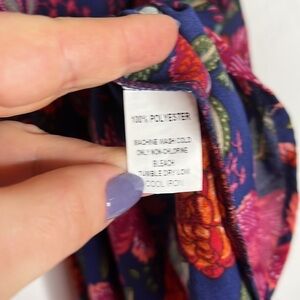 100% POLYESTER
MACHINE WASH COLD
ONLY NON-CHLORINE
BLEACH
TUMBLE DRY LOW
COOL IRON